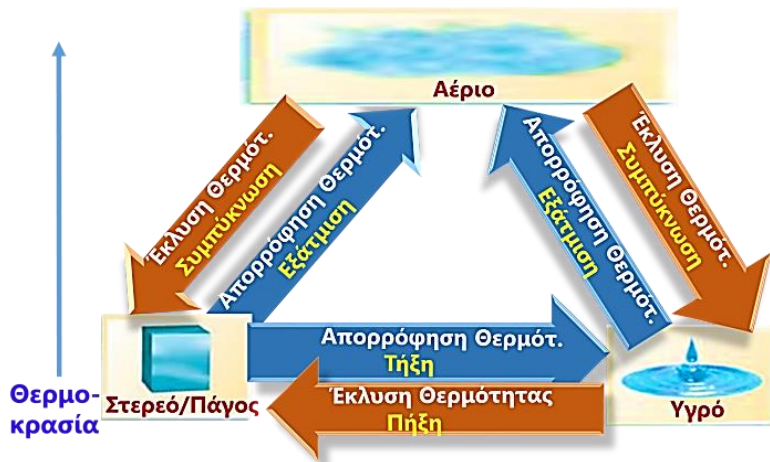 Αέριο
Έκλυση Θερμότ.
Συμπύκνωση
Απορρόφηση Θερμότ.
Εξάτμιση
Απορρόφηση Θερμότ.
Εξάτμιση
Έκλυση Θερμότ.
Συμπύκνωση
Απορρόφηση Θερμότ.
Τήξη
Έκλυση Θερμότητας
Πήξη
Θερμο-
κρασία
Στερεό/Πάγος
Υγρό